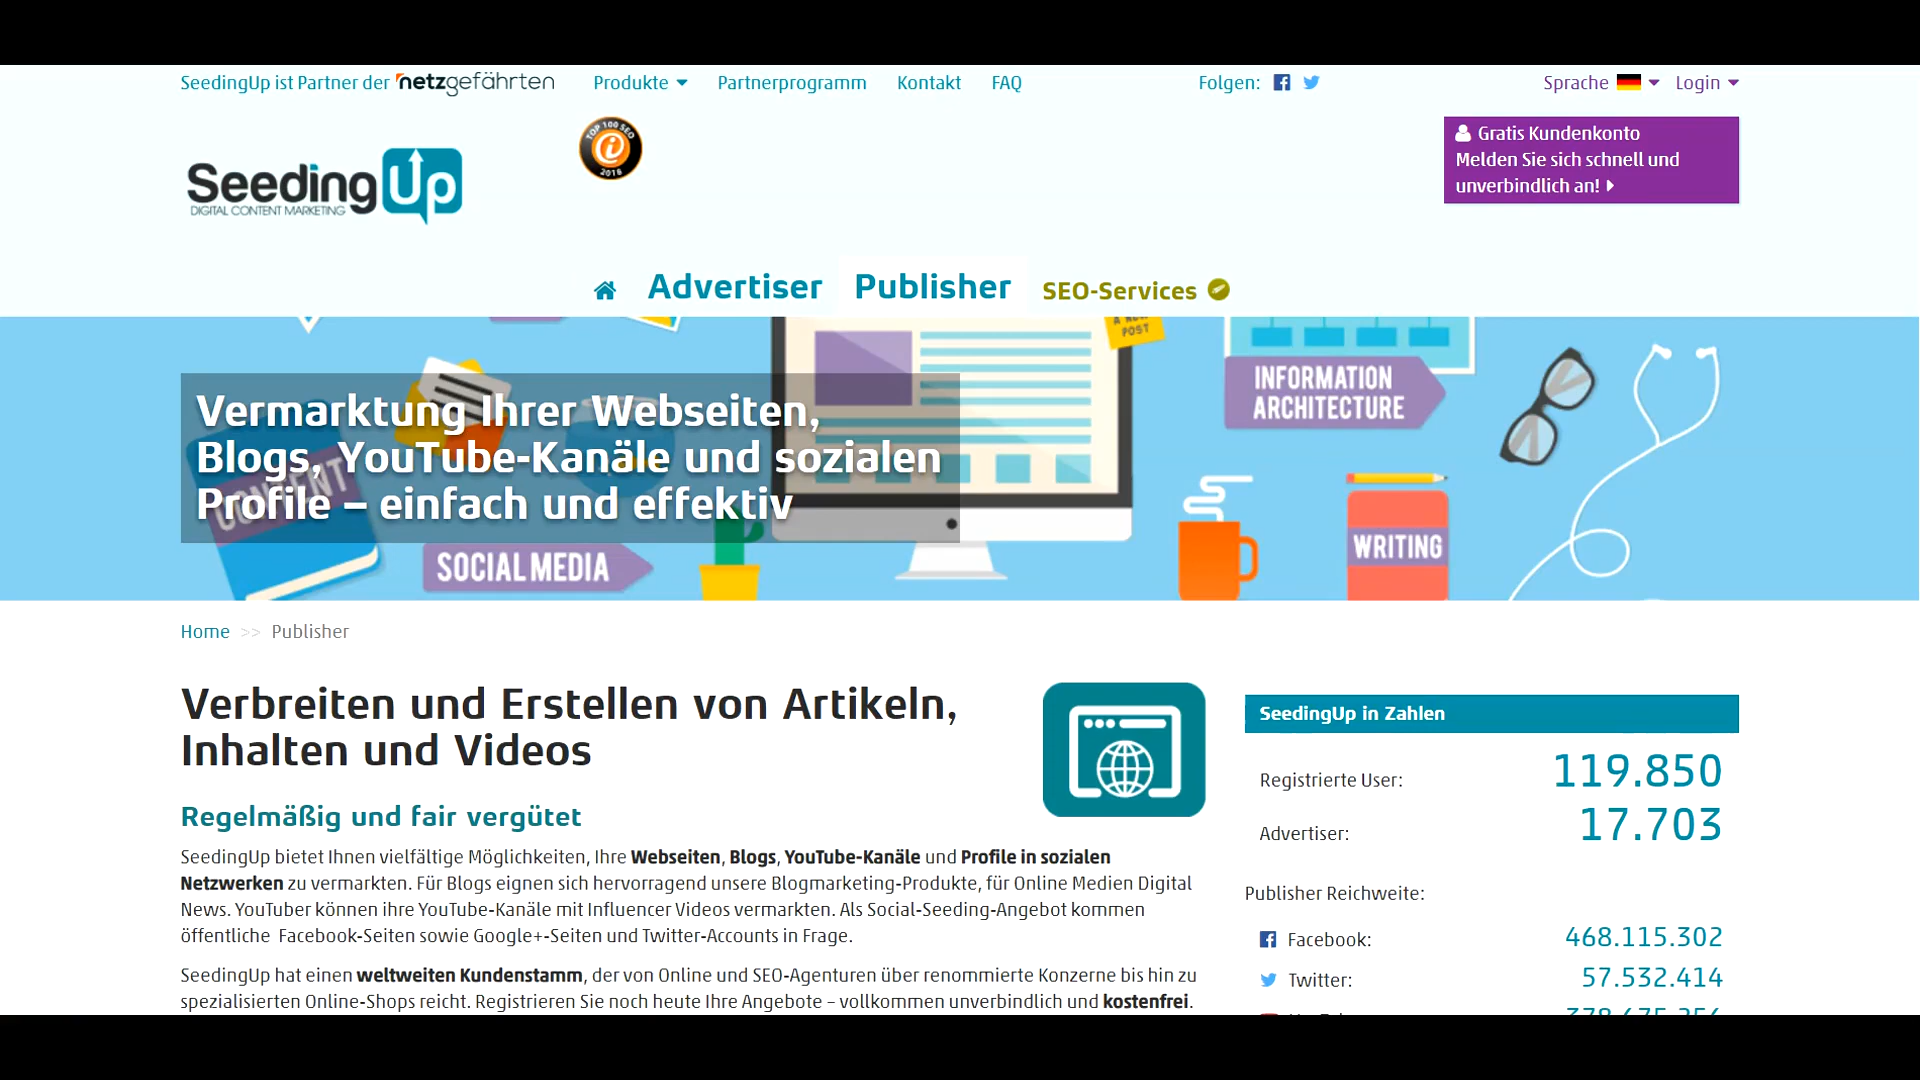 SeedingUp ist Partner der netzgefährten
Produkte
Partnerprogramm
Kontakt
FAQ
Folgen:
Sprache
Login
TOP 100 SEO
2016
Gratis Kundenkonto
Melden Sie sich schnell und
unverbindlich an!
SeedingUp
DIGITAL CONTENT MARKETING
Advertiser
Publisher
SEO-Services
POST
INFORMATION
ARCHITECTURE
Vermarktung Ihrer Webseiten,
Blogs, YouTube-Kanäle und sozialen
Profile – einfach und effektiv
CONTENT
SOCIAL MEDIA
WRITING
Home >> Publisher
Verbreiten und Erstellen von Artikeln,
Inhalten und Videos
Regelmäßig und fair vergütet
SeedingUp bietet Ihnen vielfältige Möglichkeiten, Ihre Webseiten, Blogs, YouTube-Kanäle und Profile in sozialen
Netzwerken zu vermarkten. Für Blogs eignen sich hervorragend unsere Blogmarketing-Produkte, für Online Medien Digital
News. YouTuber können ihre YouTube-Kanäle mit Influencer Videos vermarkten. Als Social-Seeding-Angebot kommen
öffentliche Facebook-Seiten sowie Google+-Seiten und Twitter-Accounts in Frage.
SeedingUp hat einen weltweiten Kundenstamm, der von Online und SEO-Agenturen über renommierte Konzerne bis hin zu
spezialisierten Online-Shops reicht. Registrieren Sie noch heute Ihre Angebote – vollkommen unverbindlich und kostenfrei.
SeedingUp in Zahlen
Registrierte User: 119.850
Advertiser: 17.703
Publisher Reichweite:
Facebook: 468.115.302
Twitter: 57.532.414